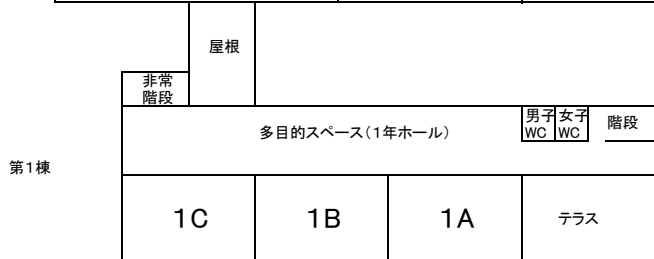 屋根
非常
階段
多目的スペース(1年ホール)
男子
WC
女子
WC
階段
第1棟
1C
1B
1A
テラス